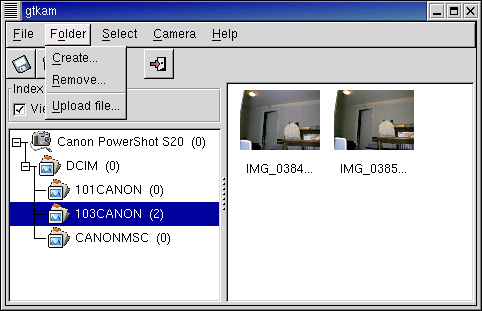 gtkam
File Folder Select Camera Help
Create...
Remove...
Upload file...
Index
Canon PowerShot S20 (0)
DCIM (0)
101CANON (0)
103CANON (2)
CANONMSC (0)
IMG_0384... IMG_0385...